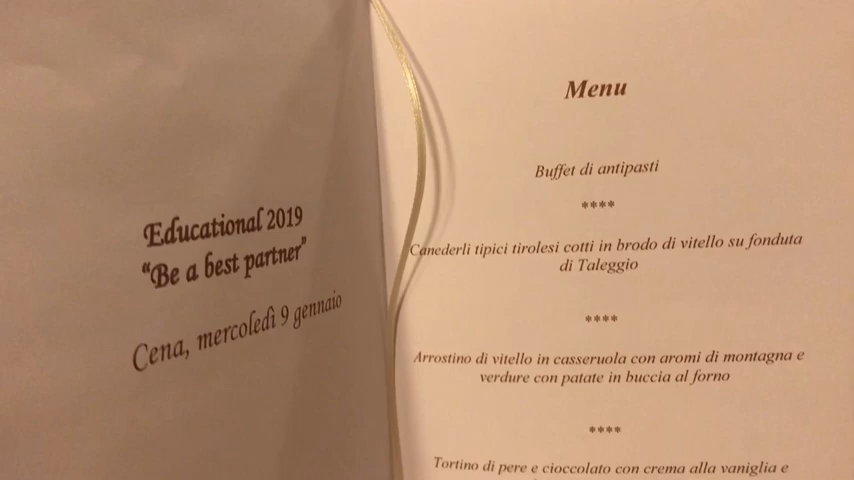 Educational 2019
“Be a best partner”
Cena, mercoledì 9 gennaio
Menu
Buffet di antipasti
****
Canederli tipici tirolesi cotti in brodo di vitello su fonduta
di Taleggio
****
Arrostino di vitello in casseruola con aromi di montagna e
verdure con patate in buccia al forno
****
Tortino di pere e cioccolato con crema alla vaniglia e